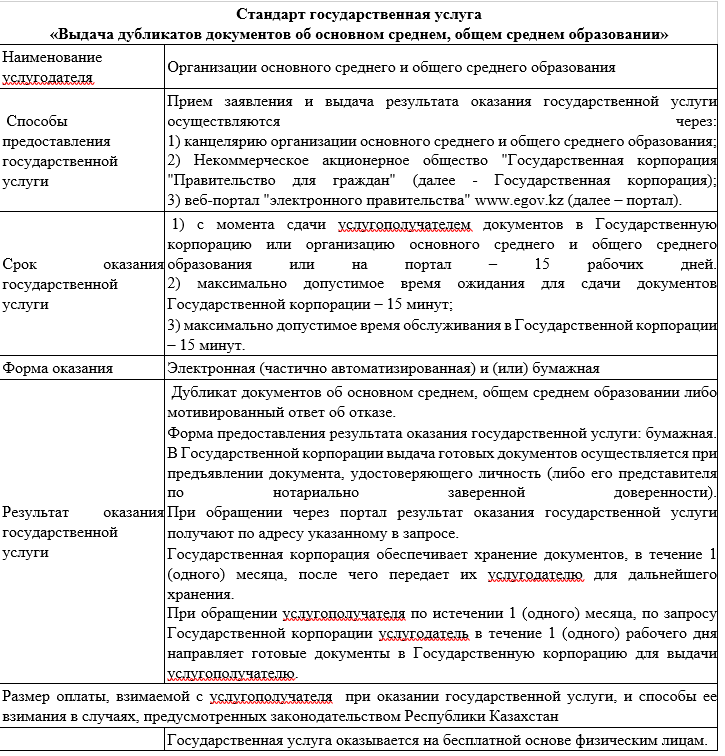 Стандарт государственная услуга
«Выдача дубликатов документов об основном среднем, общем среднем образовании»
Наименование
услугодателя
Организации основного среднего и общего среднего образования
Способы
предоставления
государственной
услуги
Прием заявления и выдача результата оказания государственной услуги
осуществляются через:
1) канцелярию организации основного среднего и общего среднего образования;
2) Некоммерческое акционерное общество "Государственная корпорация
"Правительство для граждан" (далее - Государственная корпорация);
3) веб-портал "электронного правительства" www.egov.kz (далее – портал).
Срок оказания
государственной
услуги
1) с момента сдачи услугополучателем документов в Государственную
корпорацию или организацию основного среднего и общего среднего
образования или на портал – 15 рабочих дней.
2) максимально допустимое время ожидания для сдачи документов
Государственной корпорации – 15 минут;
3) максимально допустимое время обслуживания в Государственной корпорации
– 15 минут.
Форма оказания
Электронная (частично автоматизированная) и (или) бумажная
Результат оказания
государственной
услуги
Дубликат документов об основном среднем, общем среднем образовании либо
мотивированный ответ об отказе.
Форма предоставления результата оказания государственной услуги: бумажная.
В Государственной корпорации выдача готовых документов осуществляется при
предъявлении документа, удостоверяющего личность (либо его представителя
по нотариально заверенной доверенности).
При обращении через портал результат оказания государственной услуги
получают по адресу указанному в запросе.
Государственная корпорация обеспечивает хранение документов, в течение 1
(одного) месяца, после чего передает их услугодателю для дальнейшего
хранения.
При обращении услугополучателя по истечении 1 (одного) месяца, по запросу
Государственной корпорации услугодатель в течение 1 (одного) рабочего дня
направляет готовые документы в Государственную корпорацию для выдачи
услугополучателю.
Размер оплаты, взимаемой с услугополучателя при оказании государственной услуги, и способы ее
взимания в случаях, предусмотренных законодательством Республики Казахстан
Государственная услуга оказывается на бесплатной основе физическим лицам.